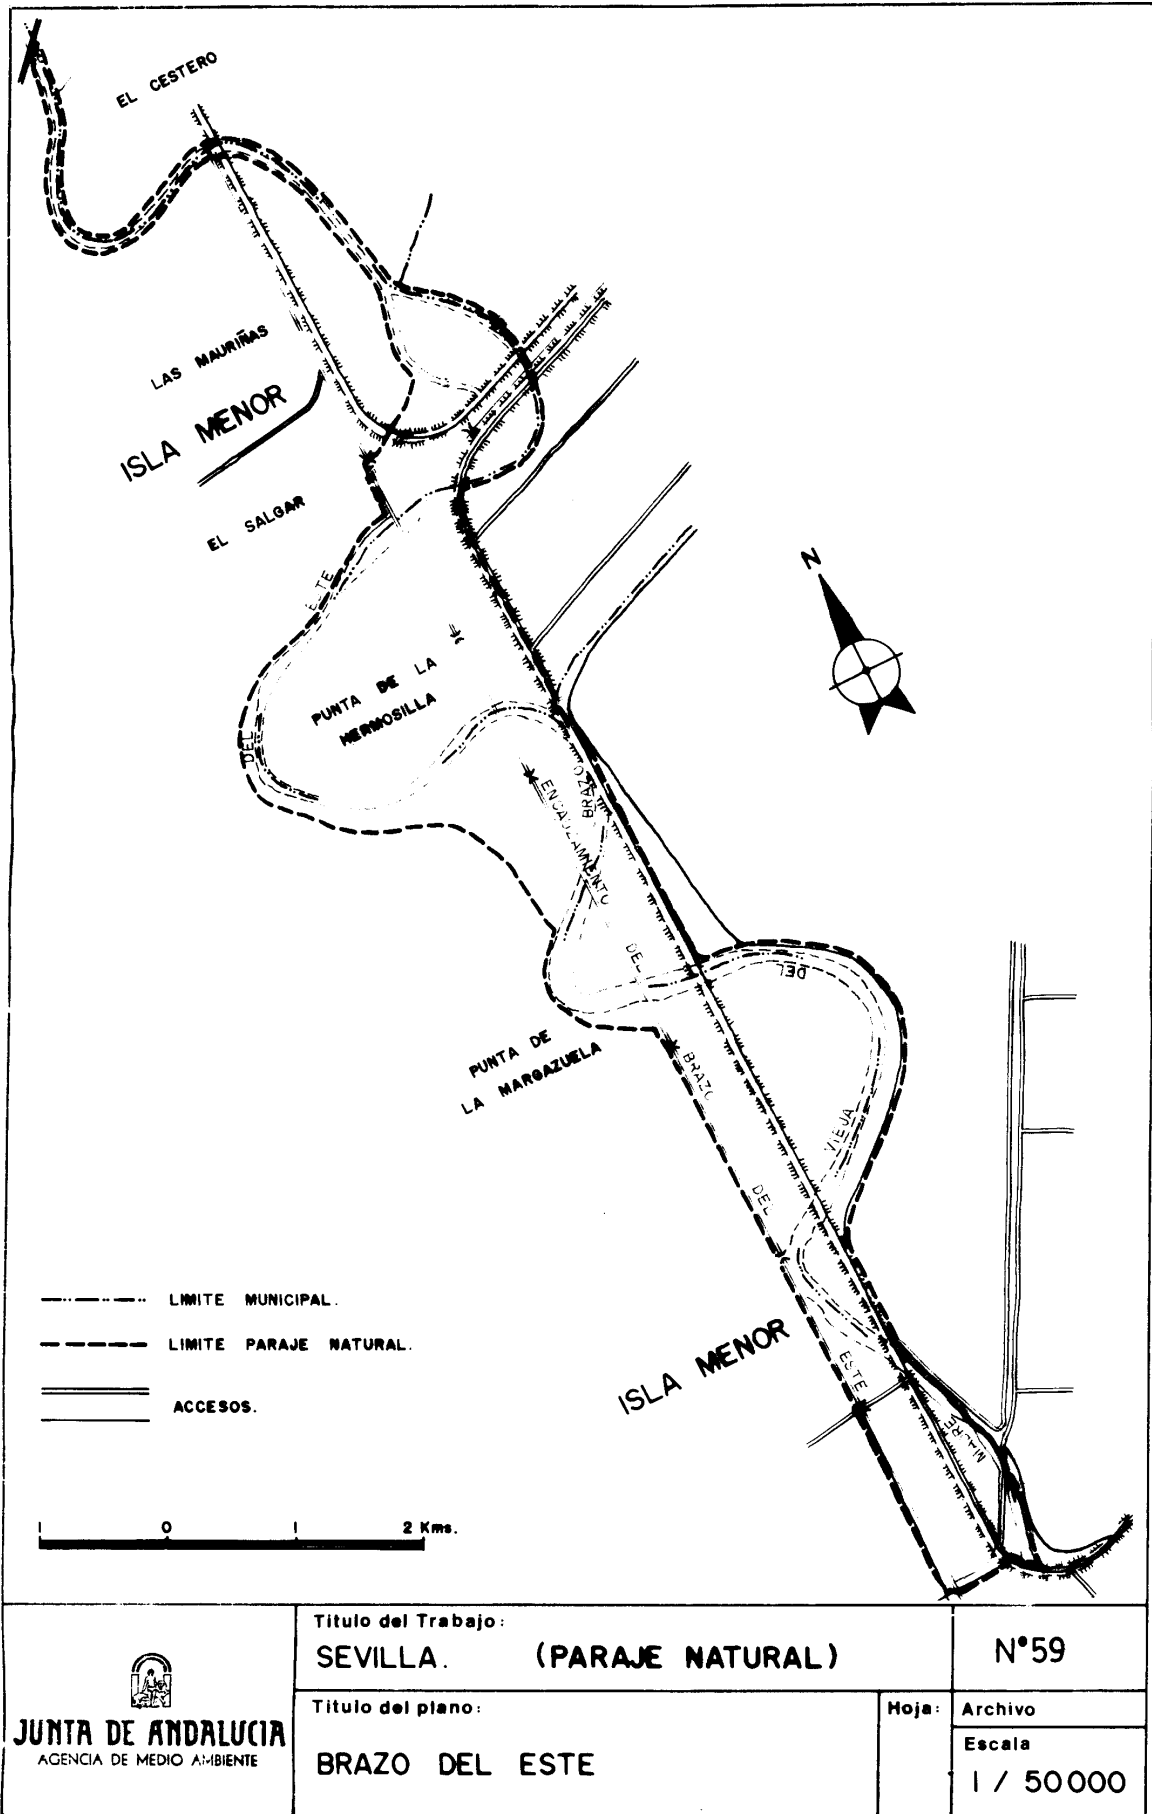 EL CESTERO
LAS MAURIÑAS
ISLA MENOR
EL SALGAR
ESTE
DEL
N
PUNTA DE LA
HERMOSILLA
BRAZO
ENCAUZAMIENTO
DEL
DEL
PUNTA DE
LA MARGAZUELA
BRAZO
VIEJA
DEL
ISLA MENOR
ESTE
MADRE
LIMITE MUNICIPAL.
LIMITE PARAJE NATURAL.
ACCESOS.
1 0 1 2 Kms.
Titulo del Trabajo:
SEVILLA. (PARAJE NATURAL)
Nº59
JUNTA DE ANDALUCIA
AGENCIA DE MEDIO AMBIENTE
Titulo del plano:
BRAZO DEL ESTE
Hoja:
Archivo
Escala
1 / 50000